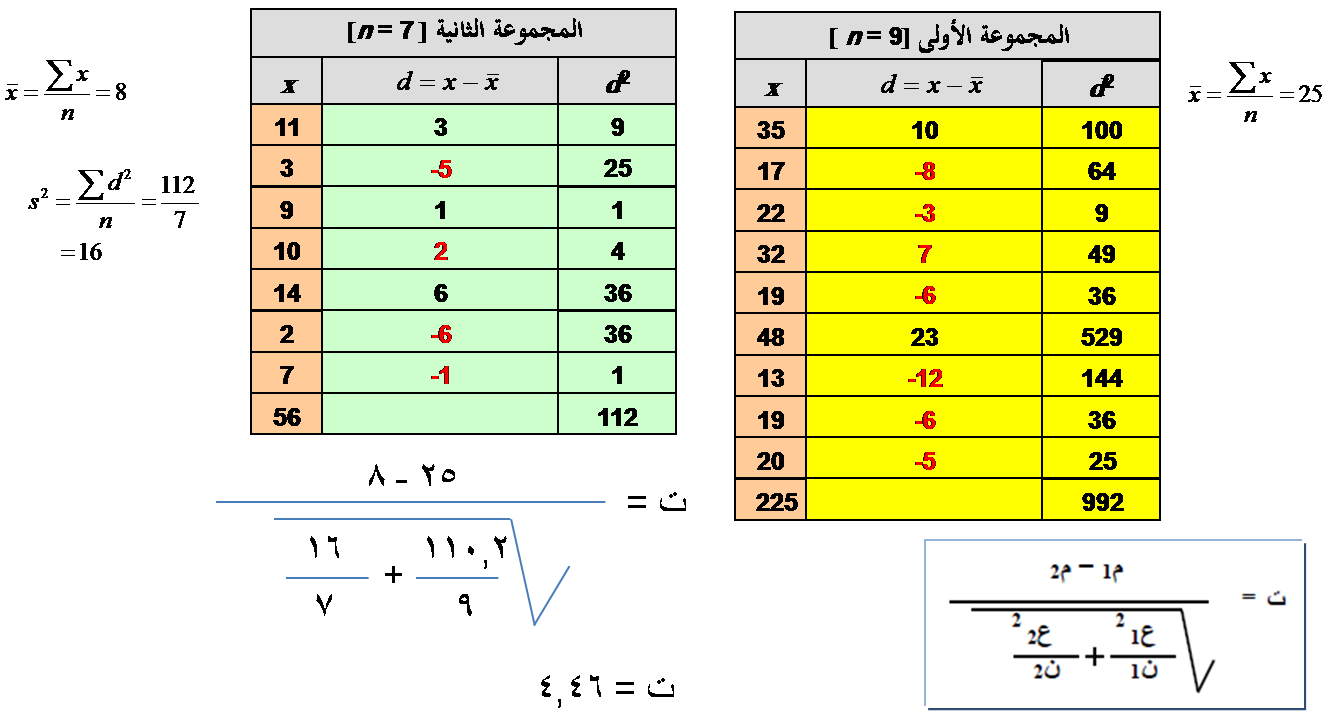 المجموعة الأولى [n = 9 ]
x d = x − x̄ d²
35 10 100
17 -8 64
22 -3 9
32 7 49
19 -6 36
48 23 529
13 -12 144
19 -6 36
20 -5 25
225 992
x̄ = ∑x / n = 25
المجموعة الثانية [n = 7 ]
x d = x − x̄ d²
11 3 9
3 -5 25
9 1 1
10 2 4
14 6 36
2 -6 36
7 -1 1
56 112
x̄ = ∑x / n = 8
s² = ∑d² / n = 112 / 7
= 16
ت =
٢٥ - ٨
١١٠,٢ + ١٦
٩ ٧
√
ت = ٤,٤٦
ت =
م1 − م2
ع1² + ع2²
ن1 ن2
√